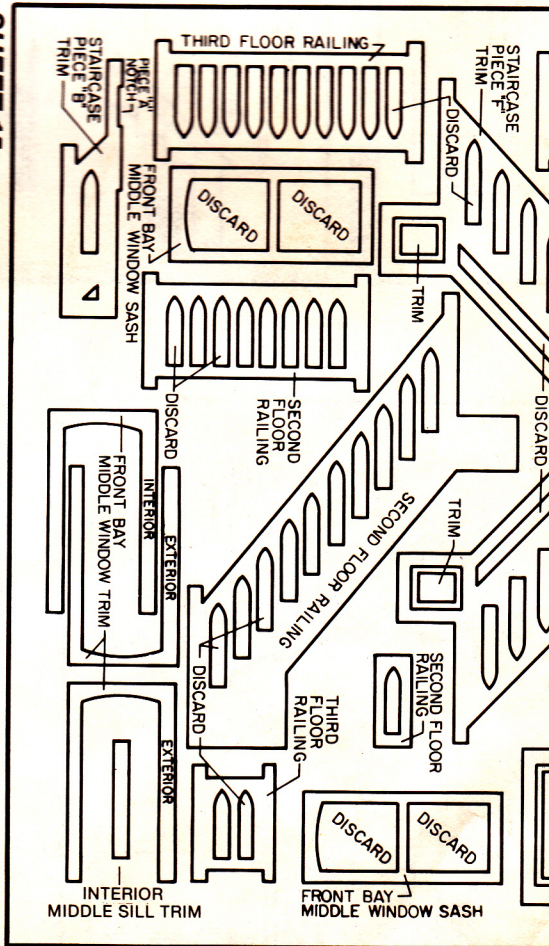 THIRD FLOOR RAILING
STAIRCASE
PIECE "F"
TRIM
DISCARD
STAIRCASE
PIECE "B"
TRIM
PIECE "A"
NOTCH
FRONT BAY
MIDDLE WINDOW SASH
DISCARD
DISCARD
TRIM
DISCARD
DISCARD
SECOND
FLOOR
RAILING
SECOND FLOOR RAILING
TRIM
FRONT BAY
MIDDLE WINDOW TRIM
INTERIOR
EXTERIOR
DISCARD
SECOND FLOOR
RAILING
THIRD
FLOOR
RAILING
EXTERIOR
DISCARD
DISCARD
INTERIOR
MIDDLE SILL TRIM
FRONT BAY
MIDDLE WINDOW SASH